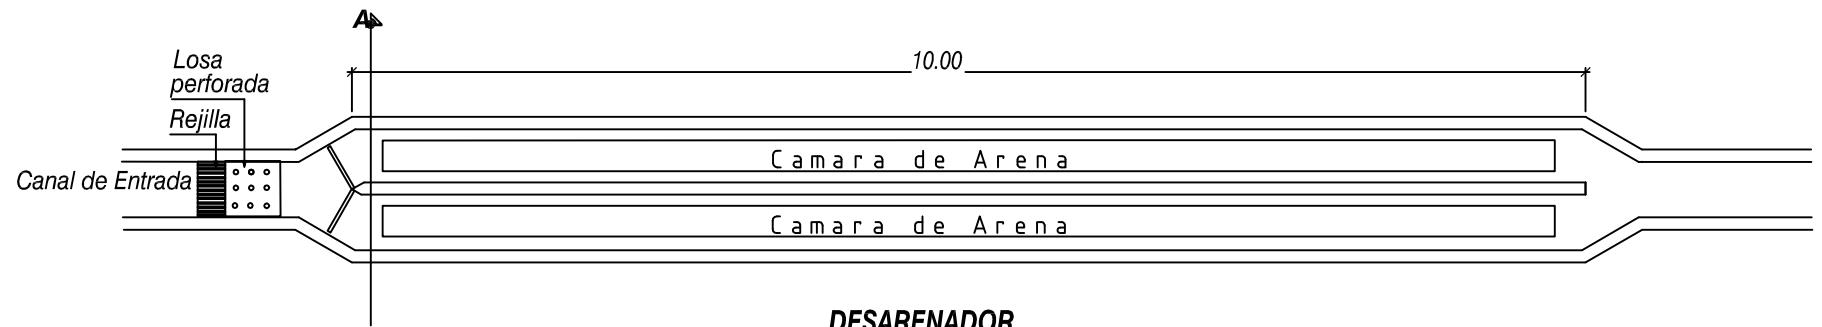 A
Losa
perforada
10.00
Rejilla
Camara de Arena
Canal de Entrada
Camara de Arena
DESARENADOR